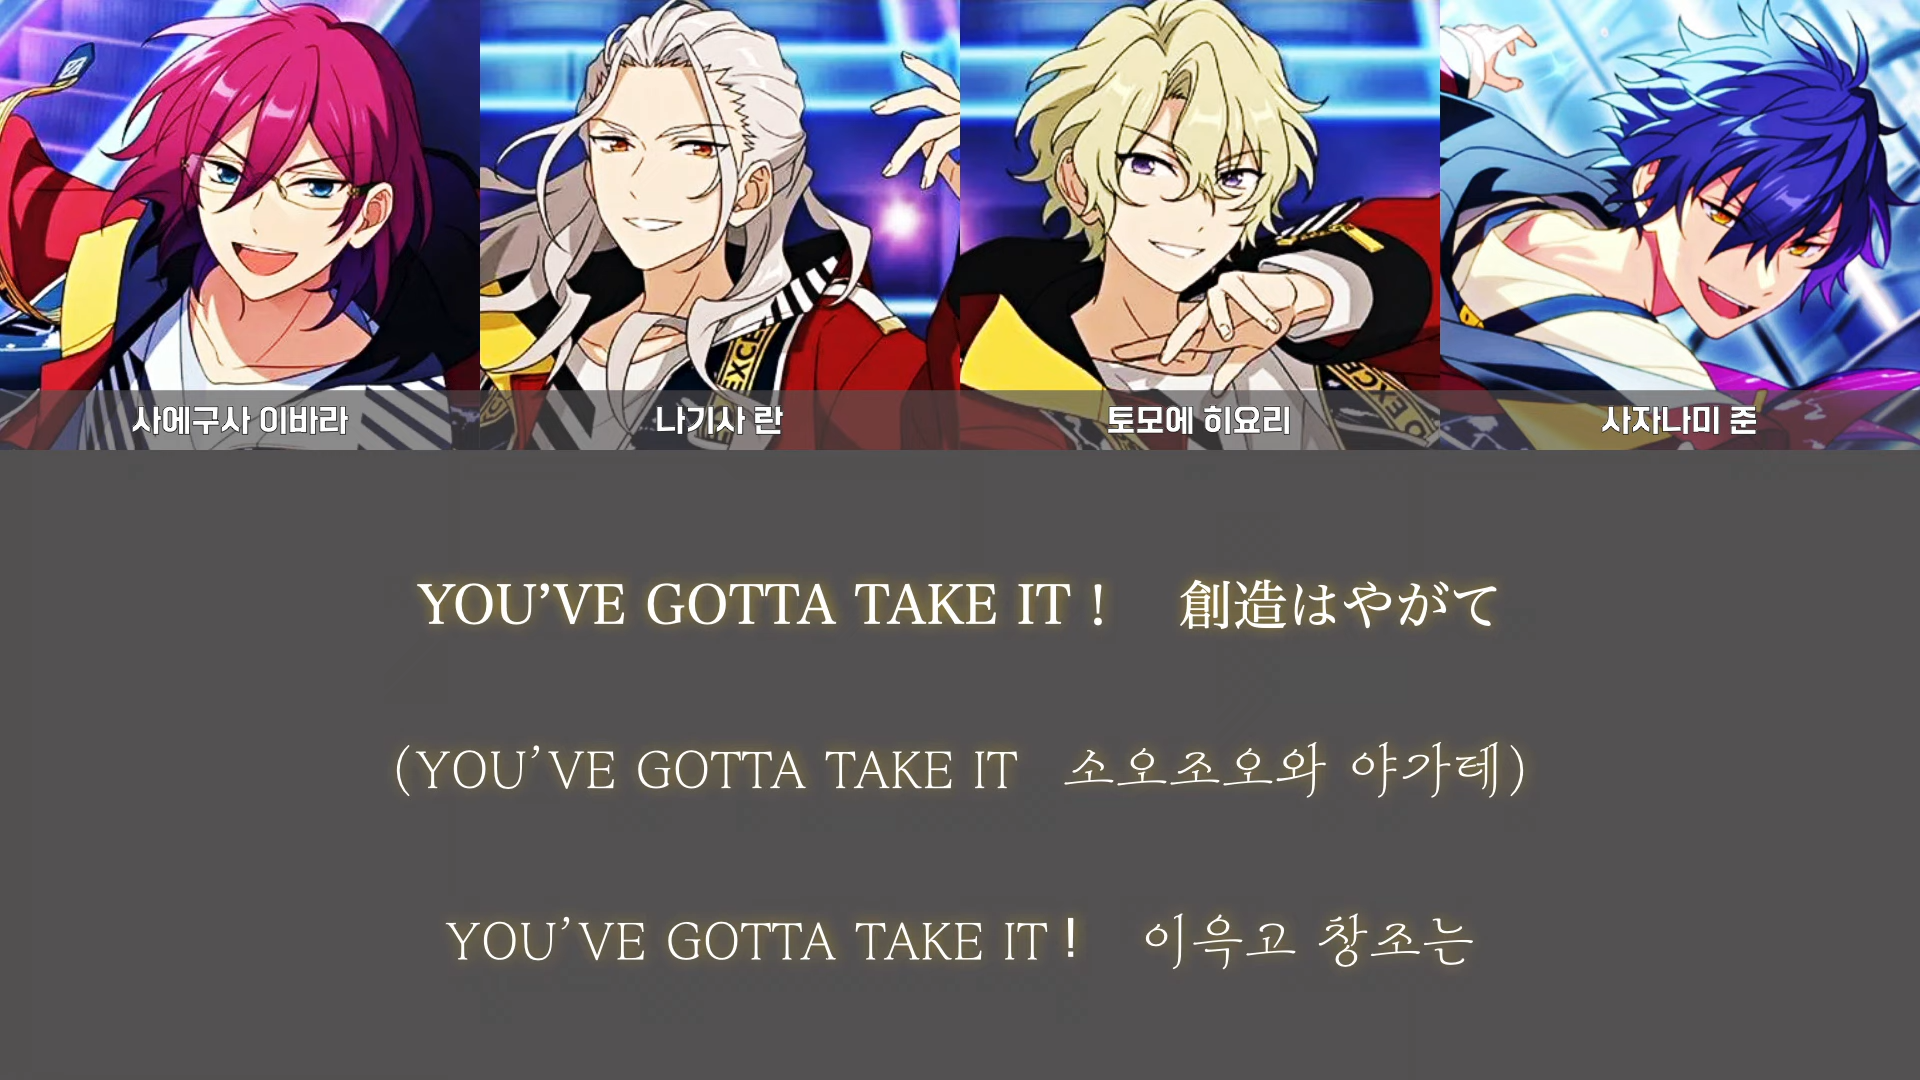 사에구사 이바라
나기사 란
토모에 히요리
사자나미 준
YOU’VE GOTTA TAKE IT！ 創造はやがて
(YOU’VE GOTTA TAKE IT 소오조오와 야가테)
YOU’VE GOTTA TAKE IT！ 이윽고 창조는